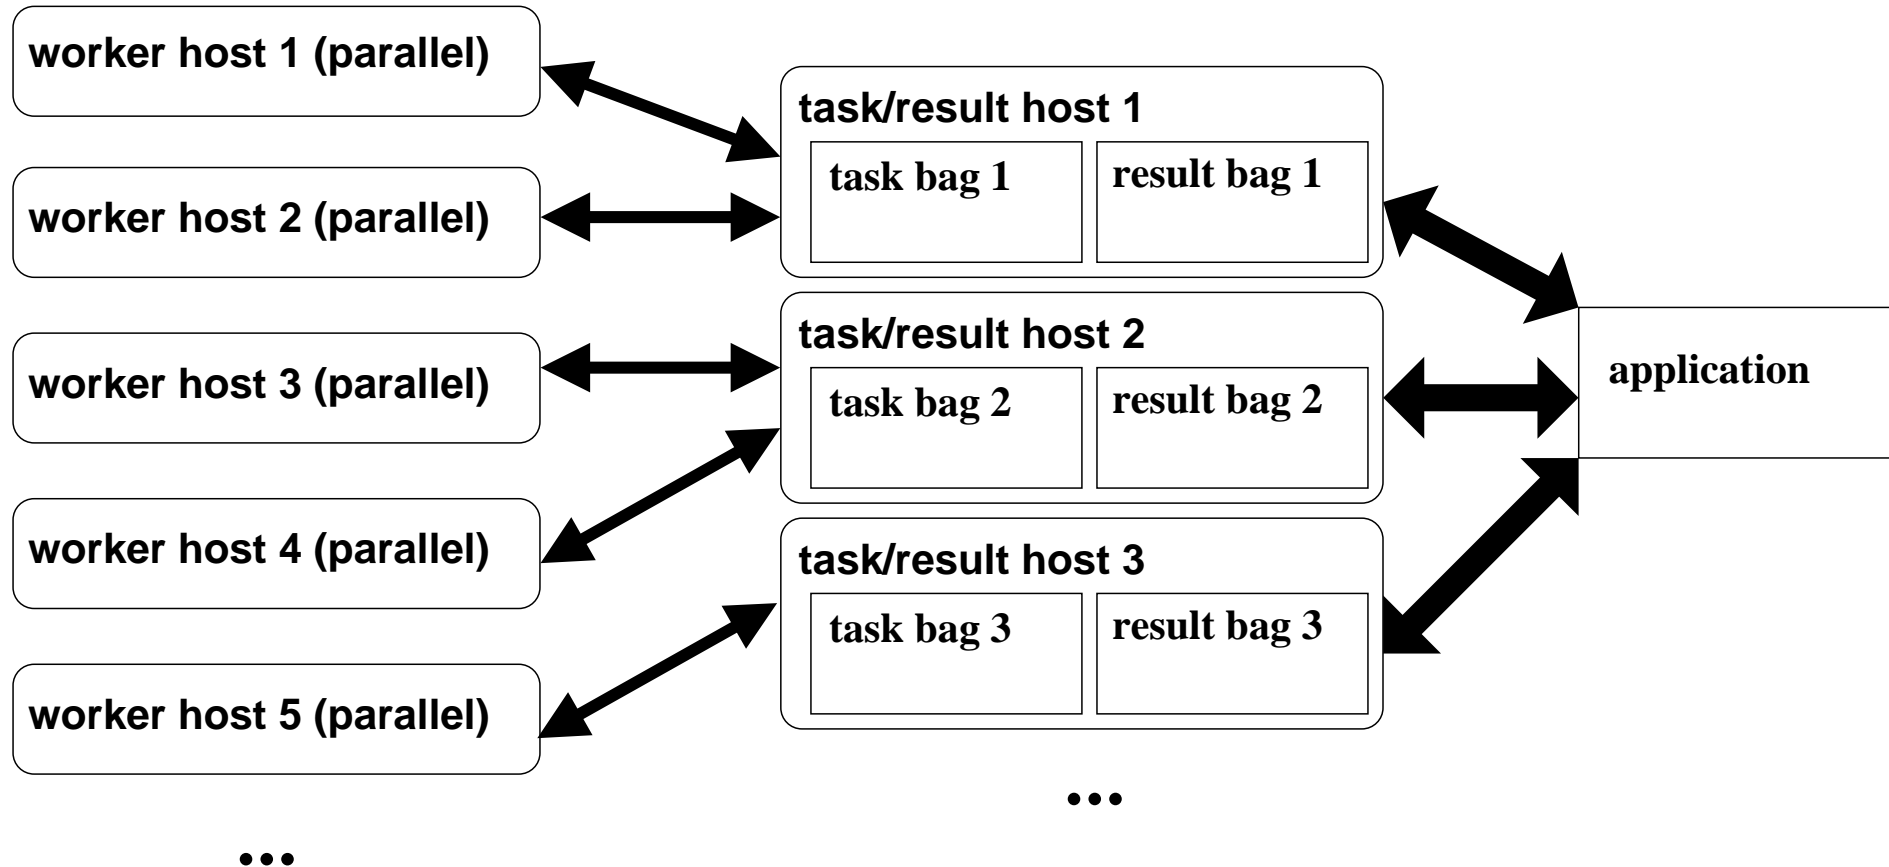 worker host 1 (parallel)
worker host 2 (parallel)
worker host 3 (parallel)
worker host 4 (parallel)
worker host 5 (parallel)
...
task/result host 1
task bag 1
result bag 1
task/result host 2
task bag 2
result bag 2
task/result host 3
task bag 3
result bag 3
...
application